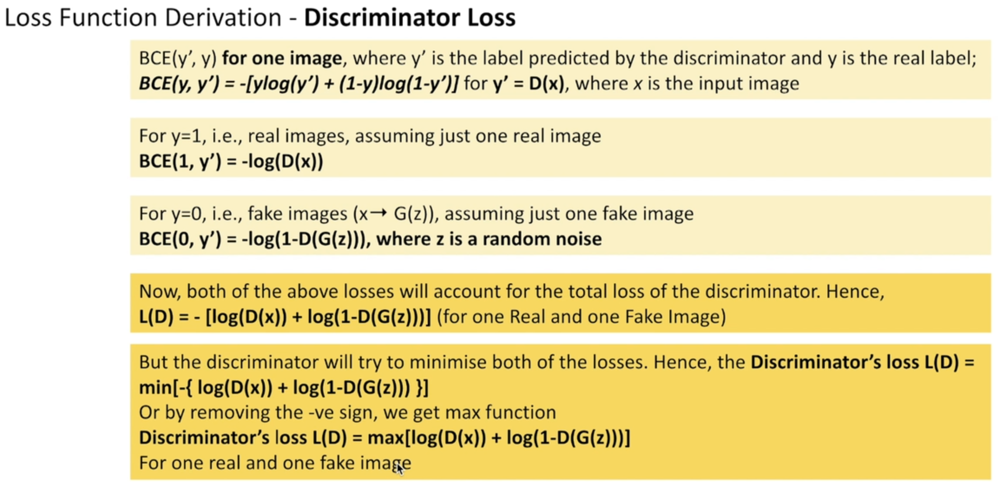 Loss Function Derivation - Discriminator Loss
BCE(y’, y) for one image, where y’ is the label predicted by the discriminator and y is the real label;
BCE(y, y’) = -[ylog(y’) + (1-y)log(1-y’)] for y’ = D(x), where x is the input image
For y=1, i.e., real images, assuming just one real image
BCE(1, y’) = -log(D(x))
For y=0, i.e., fake images (x→ G(z)), assuming just one fake image
BCE(0, y’) = -log(1-D(G(z))), where z is a random noise
Now, both of the above losses will account for the total loss of the discriminator. Hence,
L(D) = - [log(D(x)) + log(1-D(G(z)))] (for one Real and one Fake Image)
But the discriminator will try to minimise both of the losses. Hence, the Discriminator’s loss L(D) =
min[-{ log(D(x)) + log(1-D(G(z))) }]
Or by removing the -ve sign, we get max function
Discriminator’s loss L(D) = max[log(D(x)) + log(1-D(G(z)))]
For one real and one fake image